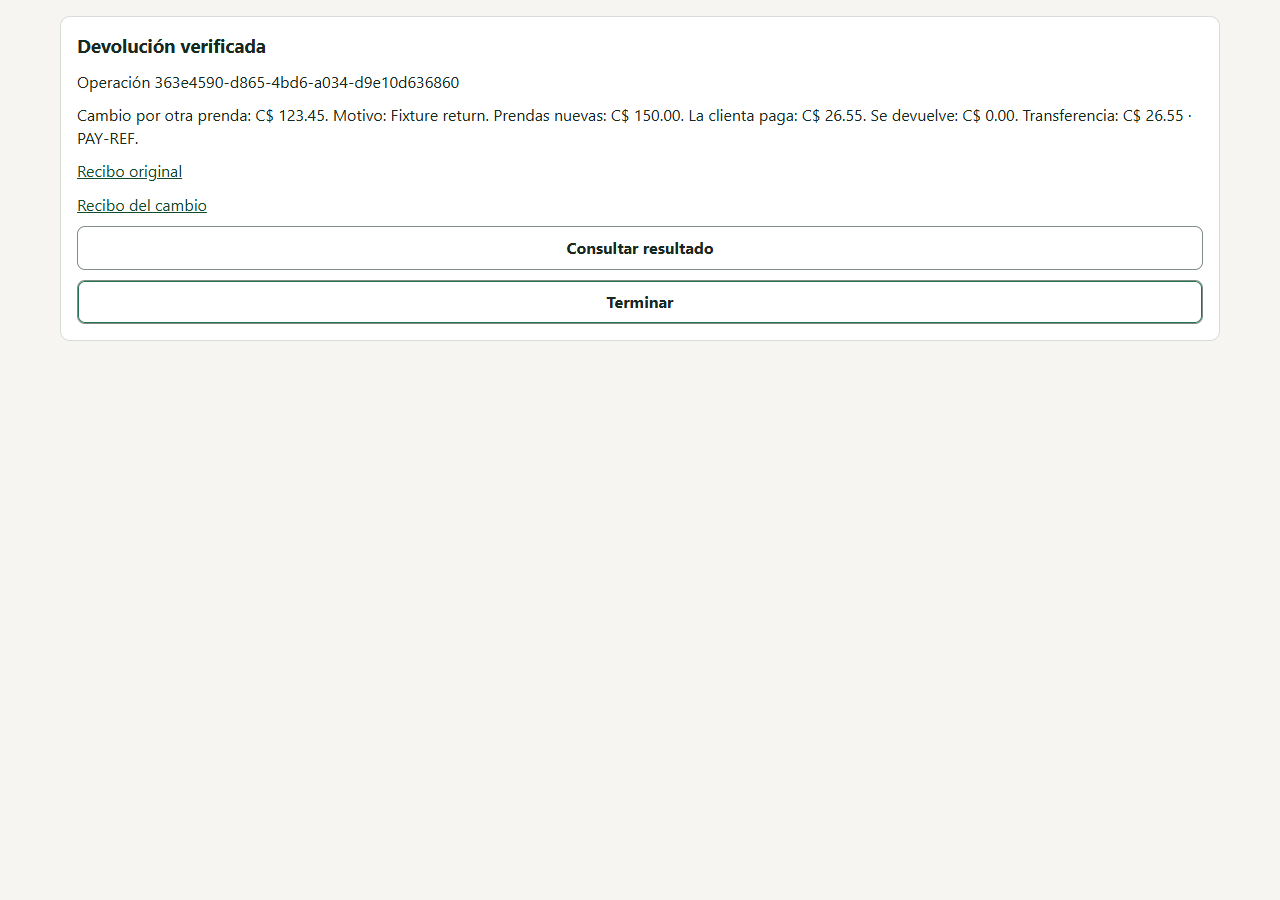 Devolución verificada
Operación 363e4590-d865-4bd6-a034-d9e10d636860
Cambio por otra prenda: C$ 123.45. Motivo: Fixture return. Prendas nuevas: C$ 150.00. La clienta paga: C$ 26.55. Se devuelve: C$ 0.00. Transferencia: C$ 26.55 ·
PAY-REF.
Recibo original
Recibo del cambio
Consultar resultado
Terminar